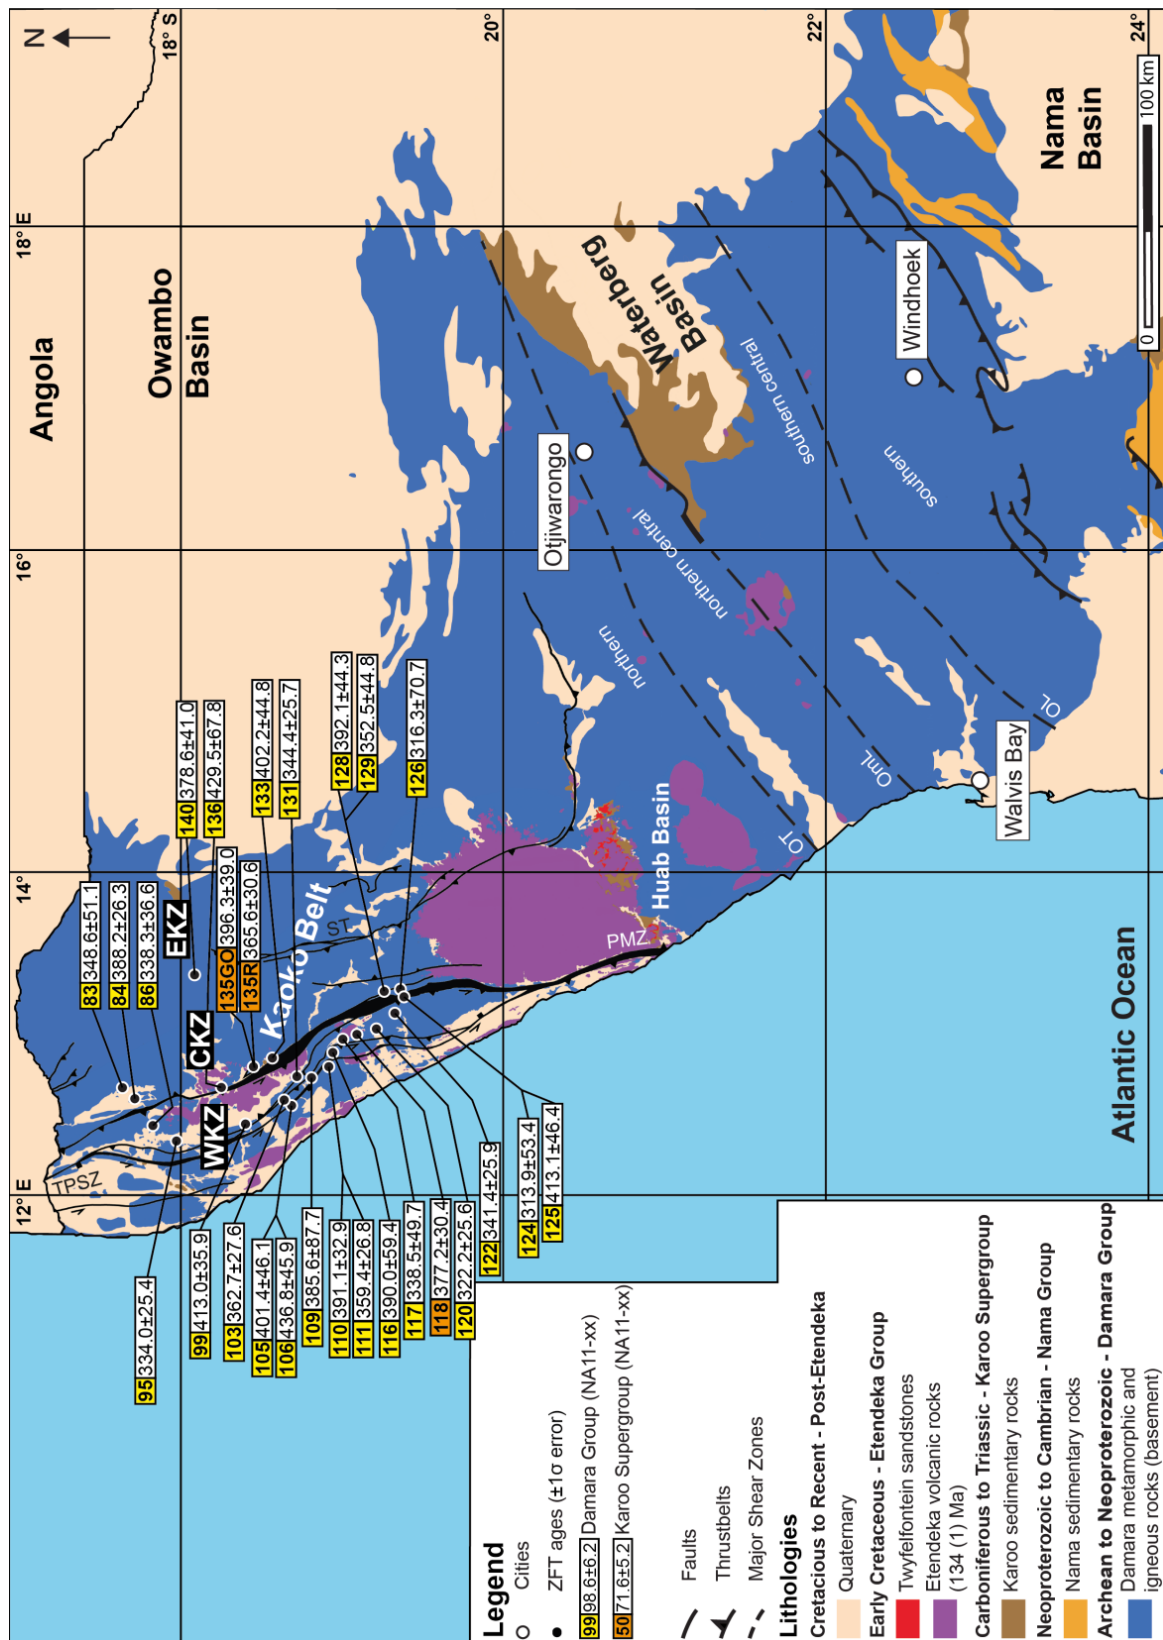 N
18° S
20°
22°
24°
18° E
16°
14°
12° E
Angola
Owambo
Basin
Waterberg
Basin
Nama
Basin
Otjiwarongo
Windhoek
Walvis Bay
Huab Basin
Kaoko Belt
Atlantic Ocean
EKZ
CKZ
WKZ
TPSZ
ST
PMZ
OT
OmL
OL
northern
northern central
southern central
southern
83 348.6±51.1
84 388.2±26.3
86 338.3±36.6
140 378.6±41.0
136 429.5±67.8
135GO 396.3±39.0
135R 365.6±30.6
133 402.2±44.8
131 344.4±25.7
128 392.1±44.3
129 352.5±44.8
126 316.3±70.7
95 334.0±25.4
99 413.0±35.9
103 362.7±27.6
105 401.4±46.1
106 436.8±45.9
109 385.6±87.7
110 391.1±32.9
111 359.4±26.8
116 390.0±59.4
117 338.5±49.7
118 377.2±30.4
120 322.2±25.6
122 341.4±25.9
124 313.9±53.4
125 413.1±46.4
0 100 km
Legend
Cities
ZFT ages (±1σ error)
99 98.6±6.2 Damara Group (NA11-xx)
50 71.6±5.2 Karoo Supergroup (NA11-xx)
Faults
Thrustbelts
Major Shear Zones
Lithologies
Cretacious to Recent - Post-Etendeka
Quaternary
Early Cretaceous - Etendeka Group
Twyfelfontein sandstones
Etendeka volcanic rocks
(134 (1) Ma)
Carboniferous to Triassic - Karoo Supergroup
Karoo sedimentary rocks
Neoproterozoic to Cambrian - Nama Group
Nama sedimentary rocks
Archean to Neoproterozoic - Damara Group
Damara metamorphic and
igneous rocks (basement)